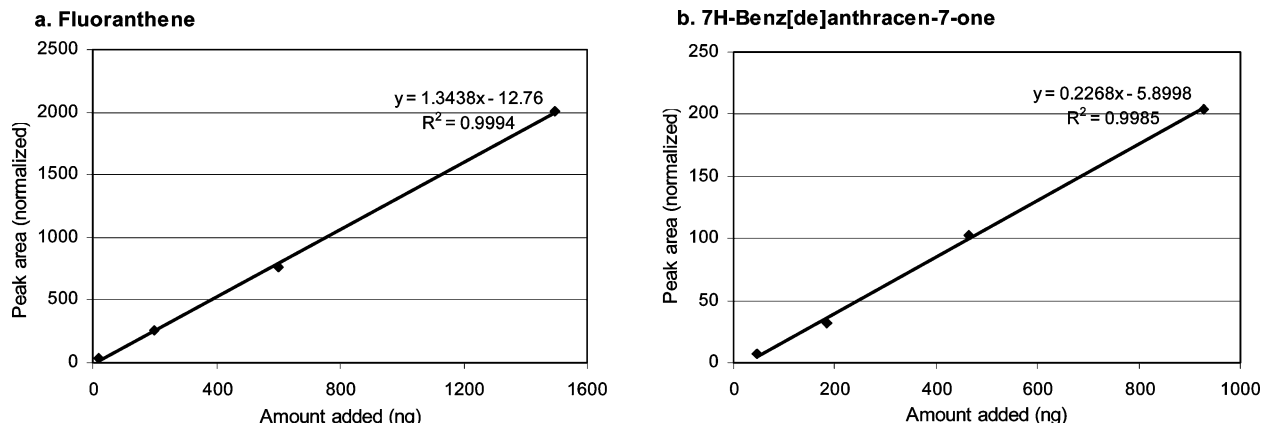 a. Fluoranthene
2500
2000
1500
1000
500
0
0 400 800 1200 1600
Peak area (normalized)
Amount added (ng)
y = 1.3438x - 12.76
R² = 0.9994
b. 7H-Benz[de]anthracen-7-one
250
200
150
100
50
0
0 200 400 600 800 1000
Peak area (normalized)
Amount added (ng)
y = 0.2268x - 5.8998
R² = 0.9985